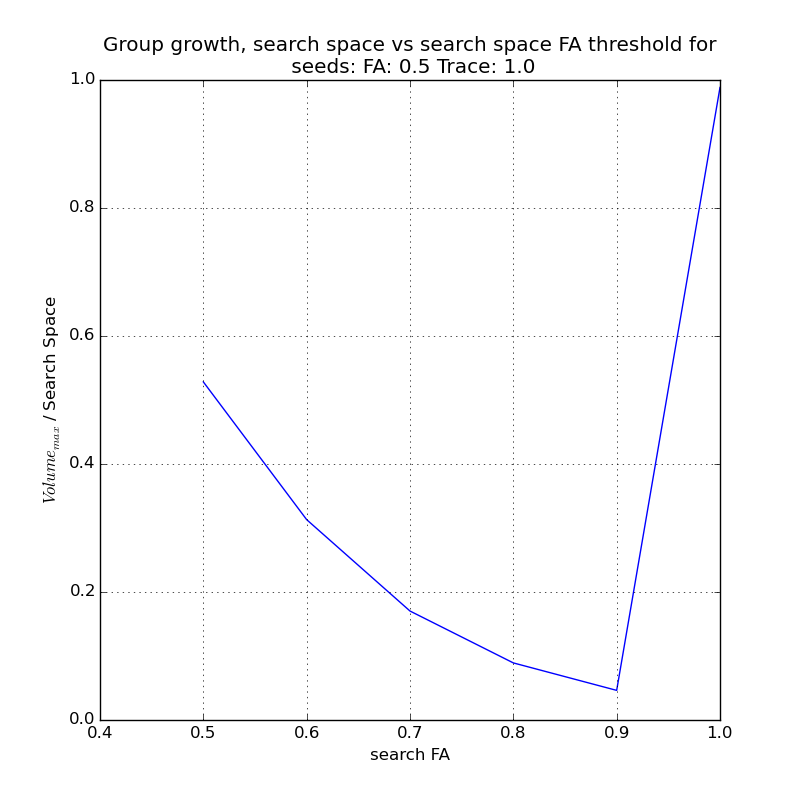 Group growth, search space vs search space FA threshold for
seeds: FA: 0.5 Trace: 1.0
1.0
0.8
0.6
0.4
0.2
0.0
Volume_max / Search Space
0.4 0.5 0.6 0.7 0.8 0.9 1.0
search FA